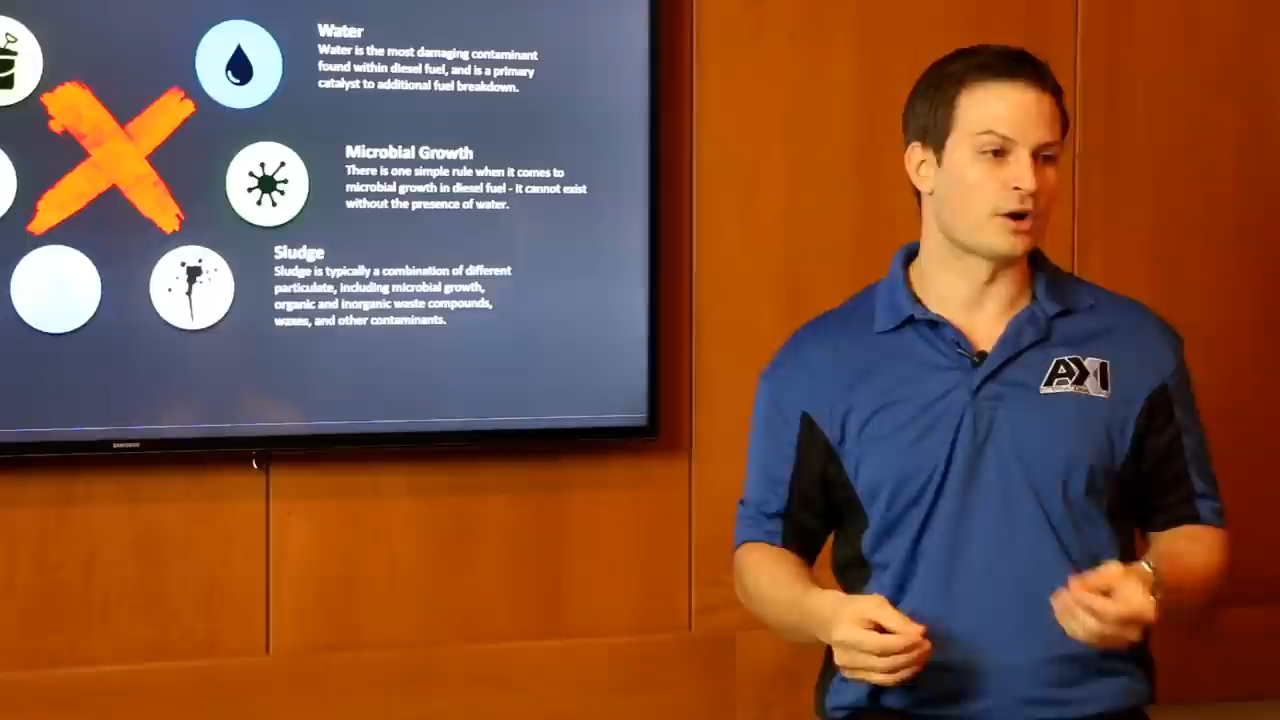 Water
Water is the most damaging contaminant
found within diesel fuel, and is a primary
catalyst to additional fuel breakdown.
Microbial Growth
There is one simple rule when it comes to
microbial growth in diesel fuel - it cannot exist
without the presence of water.
Sludge
Sludge is typically a combination of different
particulate, including microbial growth,
organic and inorganic waste compounds,
waxes, and other contaminants.
SAMSUNG
AXI